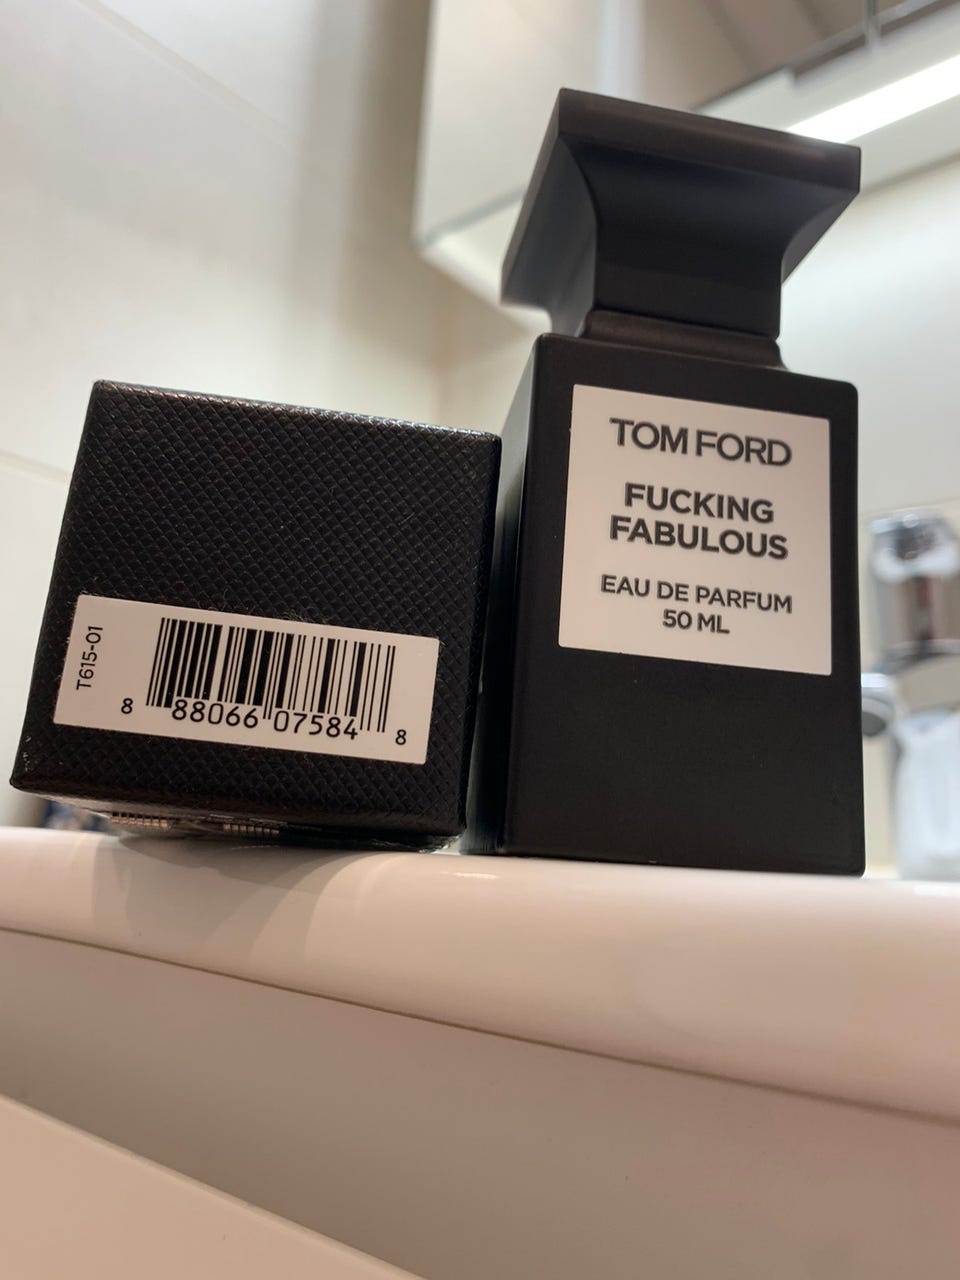 T615-01
8 88066 07584 8
TOM FORD
FUCKING
FABULOUS
EAU DE PARFUM
50 ML